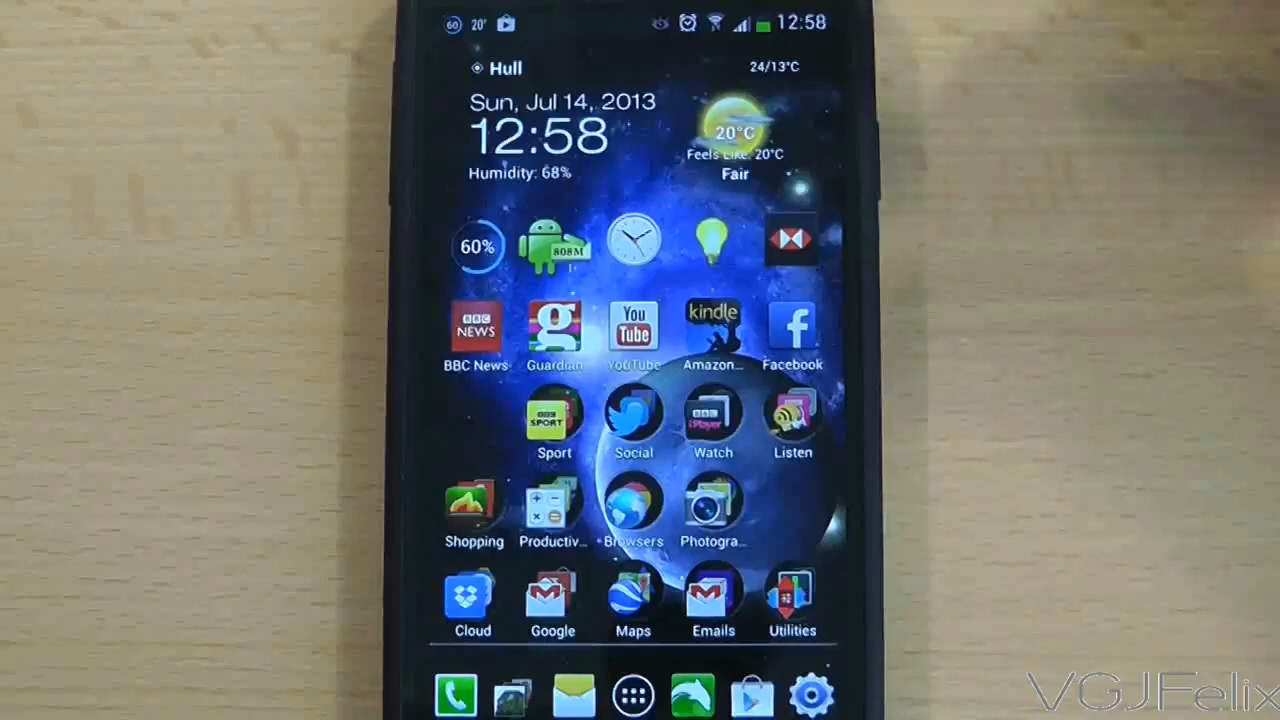 60 20° 12:58
Hull 24/13°C
Sun, Jul 14, 2013
12:58
20°C
Feels Like: 20°C
Humidity: 68%
Fair
60%
808M
BBC
NEWS
g
You
Tube
kindle
f
BBC News Guardian YouTube Amazon... Facebook
BBC
SPORT
BBC
iPlayer
Sport Social Watch Listen
Shopping Productiv... Browsers Photogra...
Cloud Google Maps Emails Utilities
VGJFelix